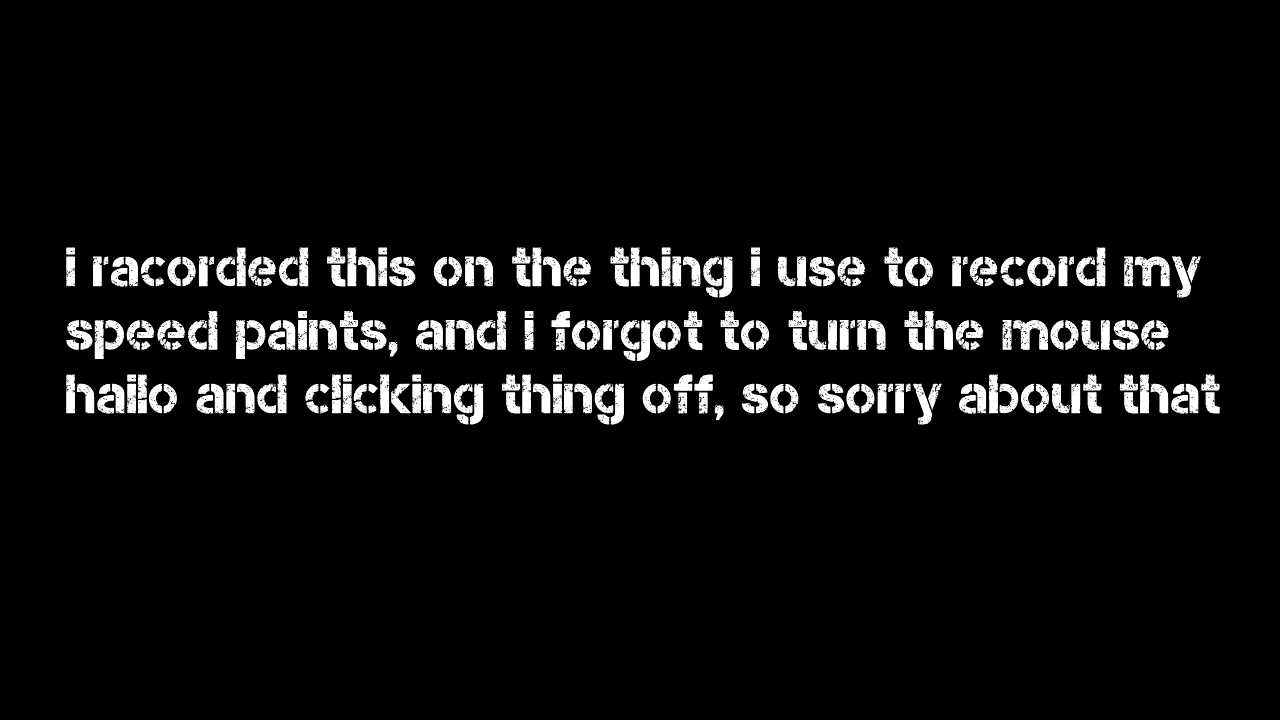 i racorded this on the thing i use to record my
speed paints, and i forgot to turn the mouse
hailo and clicking thing off, so sorry about that